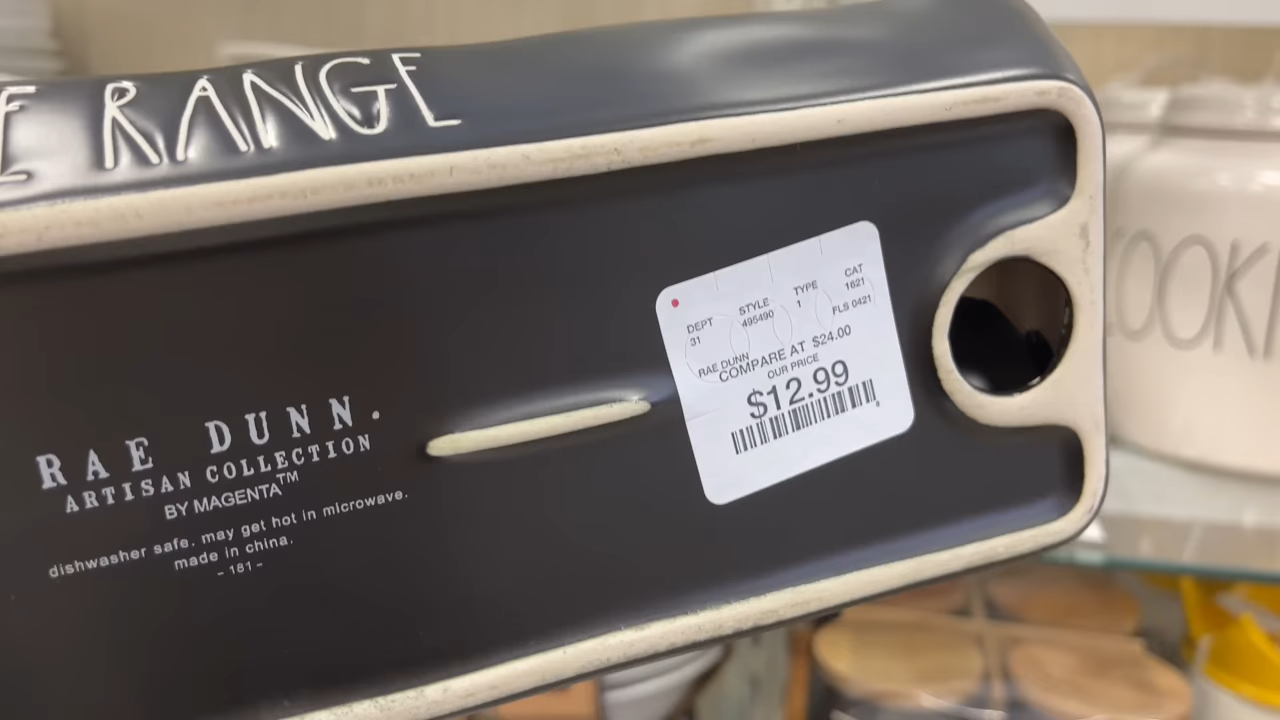 E RANGE
RAE DUNN.
ARTISAN COLLECTION
BY MAGENTA™
dishwasher safe. may get hot in microwave.
made in china.
- 181 -
DEPT STYLE TYPE CAT
31 495490 1 1621
RAE DUNN FLS 0421
COMPARE AT $24.00
OUR PRICE
$12.99
COOKI